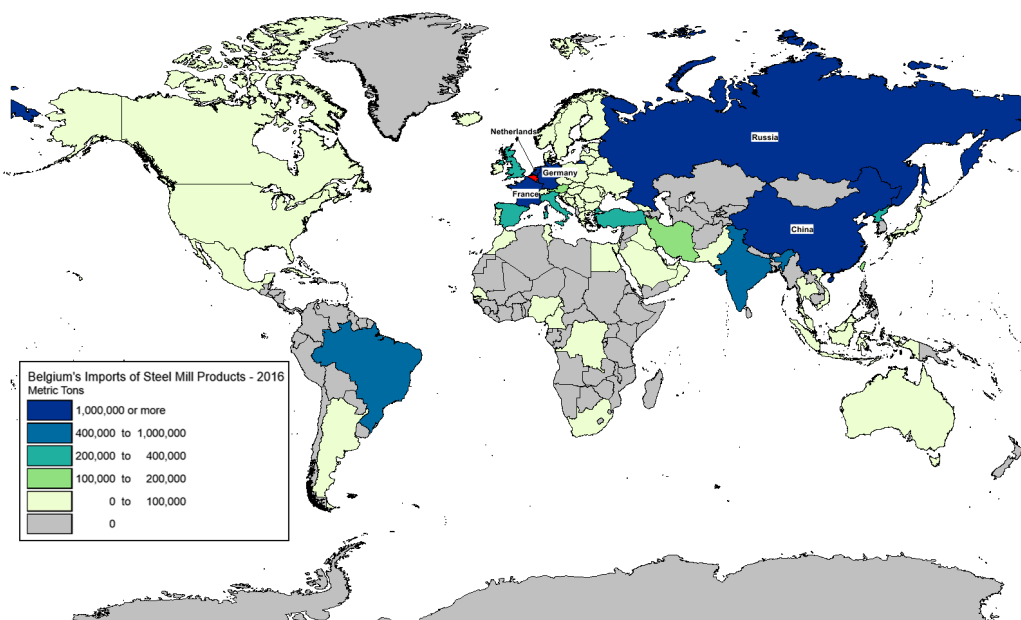 Netherlands
Russia
Germany
France
China
Belgium's Imports of Steel Mill Products - 2016
Metric Tons
1,000,000 or more
400,000 to 1,000,000
200,000 to 400,000
100,000 to 200,000
0 to 100,000
0